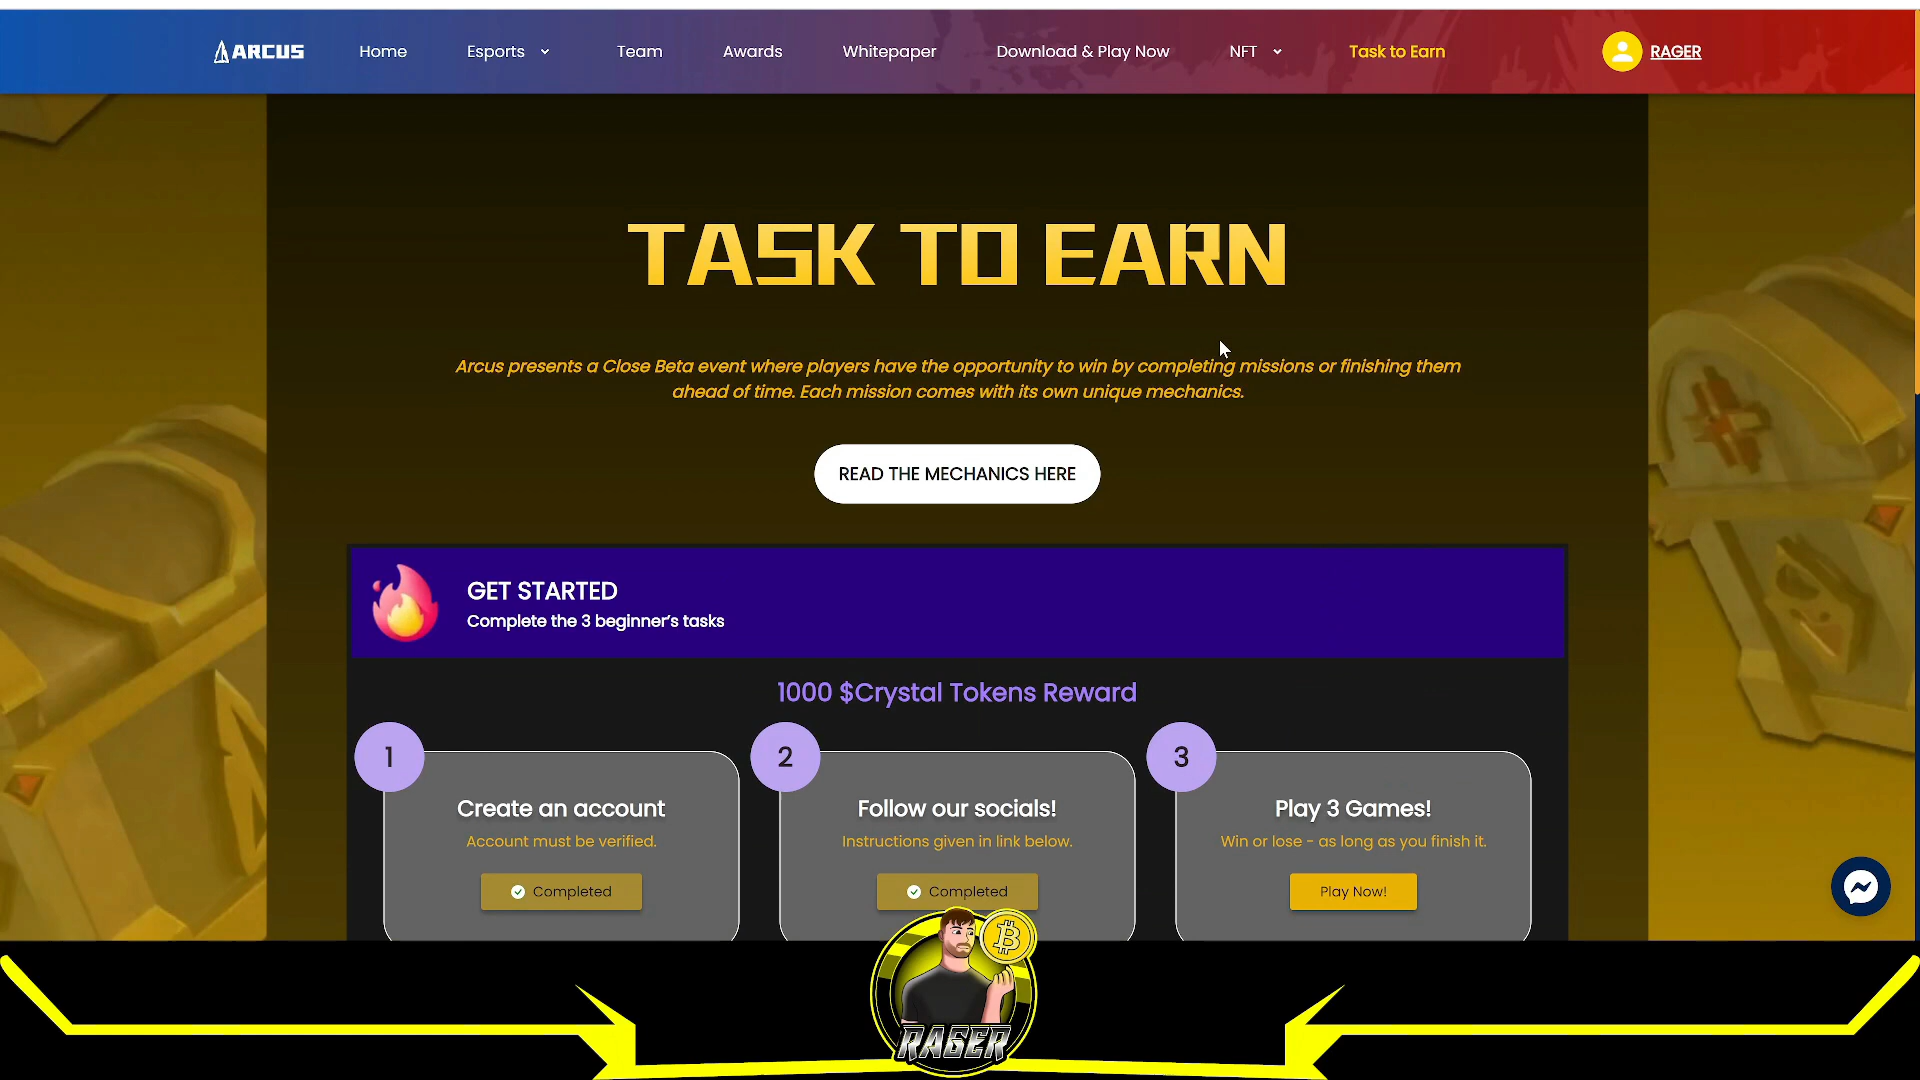 ARCUS
Home
Esports
Team
Awards
Whitepaper
Download & Play Now
NFT
Task to Earn
RAGER
TASK TO EARN
Arcus presents a Close Beta event where players have the opportunity to win by completing missions or finishing them
ahead of time. Each mission comes with its own unique mechanics.
READ THE MECHANICS HERE
GET STARTED
Complete the 3 beginner's tasks
1000 $Crystal Tokens Reward
1
Create an account
Account must be verified.
Completed
2
Follow our socials!
Instructions given in link below.
Completed
3
Play 3 Games!
Win or lose - as long as you finish it.
Play Now!
RAGER